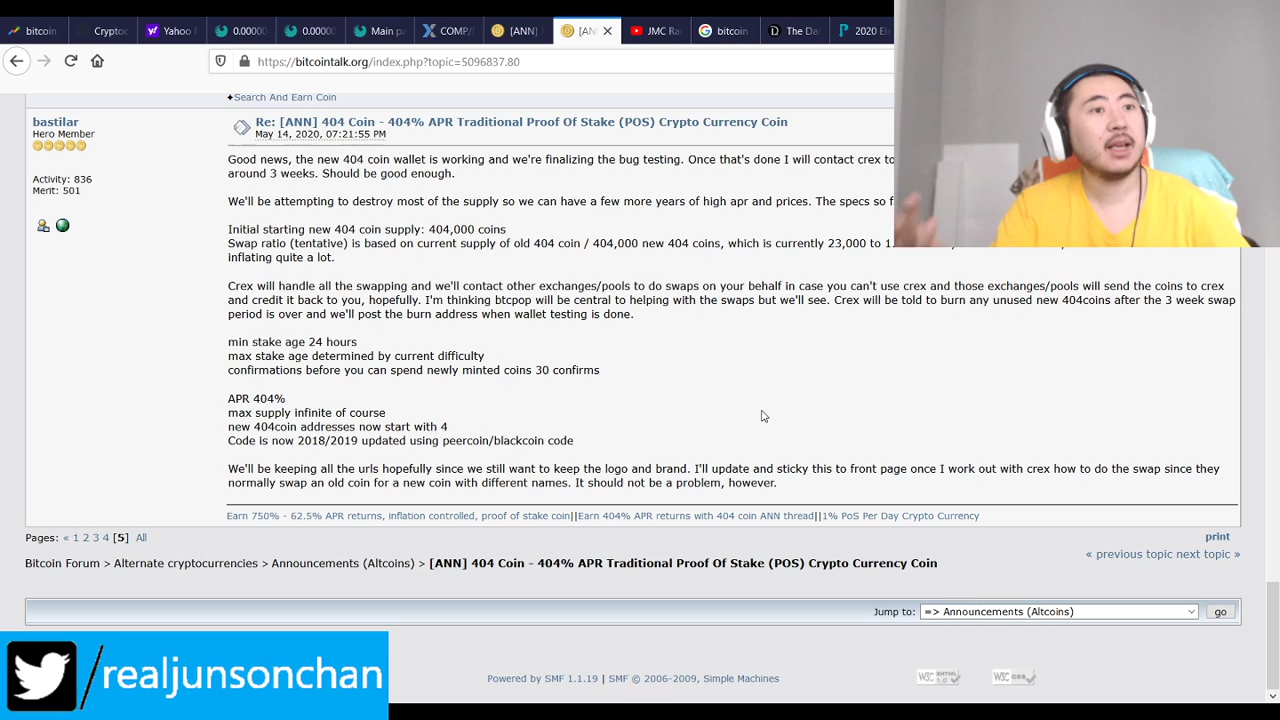 bitcoin
Cryptoc
Yahoo
0.00000
0.00000
Main pa
COMP/
[ANN]
[AN
JMC Ra
bitcoin
The Da
2020 El
https://bitcointalk.org/index.php?topic=5096837.80
✦Search And Earn Coin
bastilar
Hero Member
Activity: 836
Merit: 501
Re: [ANN] 404 Coin - 404% APR Traditional Proof Of Stake (POS) Crypto Currency Coin
May 14, 2020, 07:21:55 PM
Good news, the new 404 coin wallet is working and we're finalizing the bug testing. Once that's done I will contact crex to
around 3 weeks. Should be good enough.
We'll be attempting to destroy most of the supply so we can have a few more years of high apr and prices. The specs so f
Initial starting new 404 coin supply: 404,000 coins
Swap ratio (tentative) is based on current supply of old 404 coin / 404,000 new 404 coins, which is currently 23,000 to 1.
inflating quite a lot.
Crex will handle all the swapping and we'll contact other exchanges/pools to do swaps on your behalf in case you can't use crex and those exchanges/pools will send the coins to crex
and credit it back to you, hopefully. I'm thinking btcpop will be central to helping with the swaps but we'll see. Crex will be told to burn any unused new 404coins after the 3 week swap
period is over and we'll post the burn address when wallet testing is done.
min stake age 24 hours
max stake age determined by current difficulty
confirmations before you can spend newly minted coins 30 confirms
APR 404%
max supply infinite of course
new 404coin addresses now start with 4
Code is now 2018/2019 updated using peercoin/blackcoin code
We'll be keeping all the urls hopefully since we still want to keep the logo and brand. I'll update and sticky this to front page once I work out with crex how to do the swap since they
normally swap an old coin for a new coin with different names. It should not be a problem, however.
Earn 750% - 62.5% APR returns, inflation controlled, proof of stake coin||Earn 404% APR returns with 404 coin ANN thread||1% PoS Per Day Crypto Currency
Pages: « 1 2 3 4 [5] All
print
« previous topic next topic »
Bitcoin Forum > Alternate cryptocurrencies > Announcements (Altcoins) > [ANN] 404 Coin - 404% APR Traditional Proof Of Stake (POS) Crypto Currency Coin
Jump to: => Announcements (Altcoins) go
Powered by SMF 1.1.19 | SMF © 2006-2009, Simple Machines
W3C XHTML 1.0
W3C css
/realjunsonchan